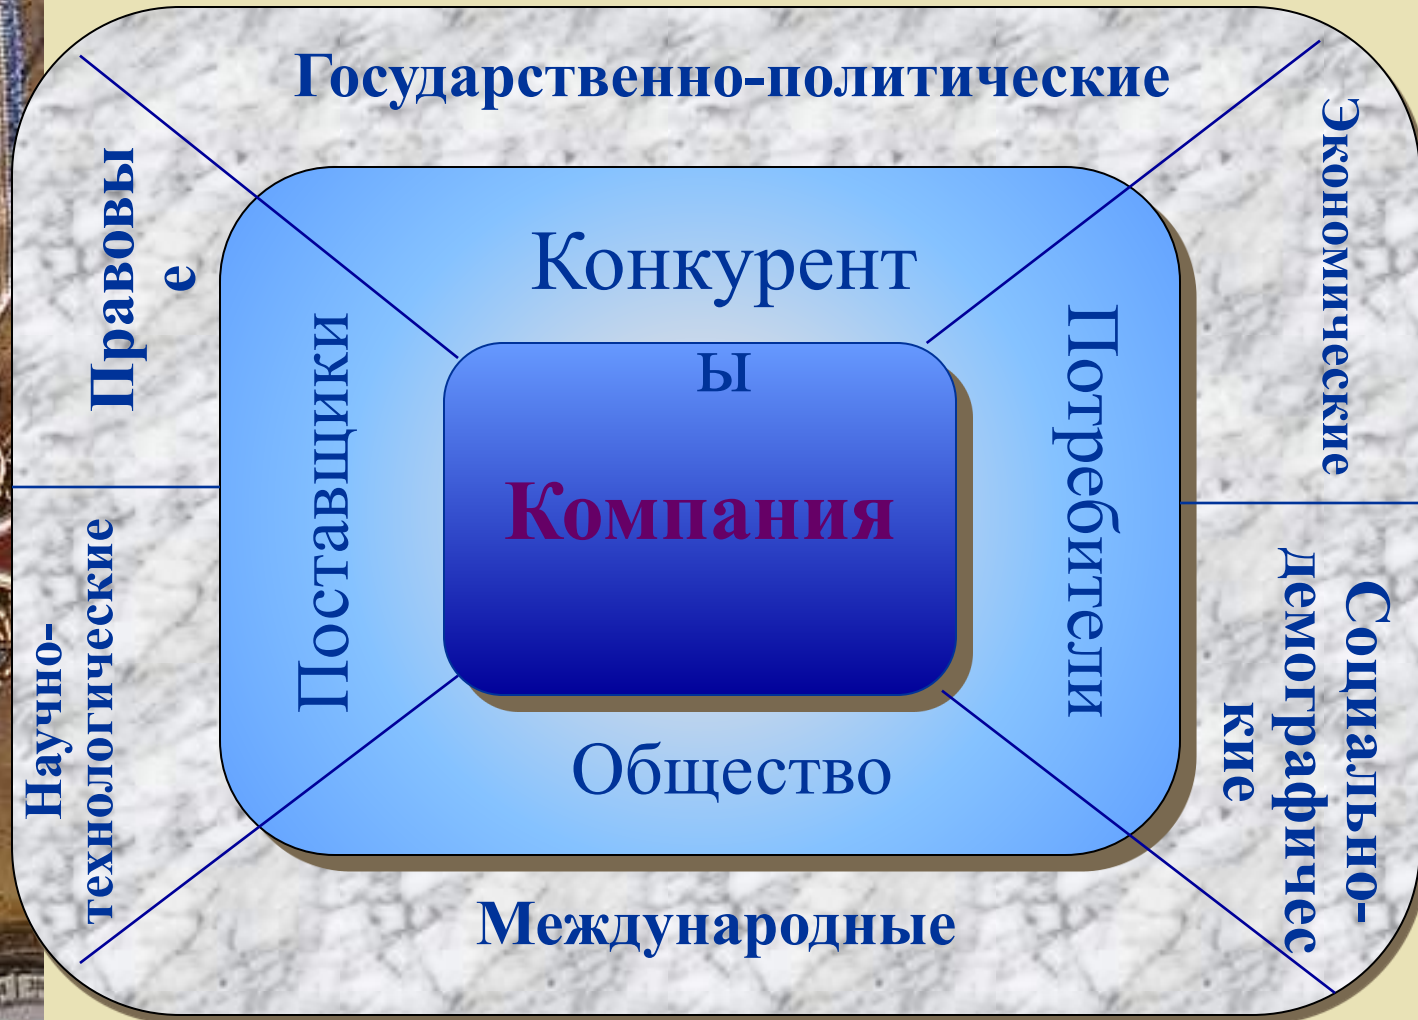 Государственно-политические
Правовы
е
Экономические
Конкурент
ы
Поставщики
Потребители
Компания
Научно-
технологические
Социально-
демографичес
кие
Общество
Международные